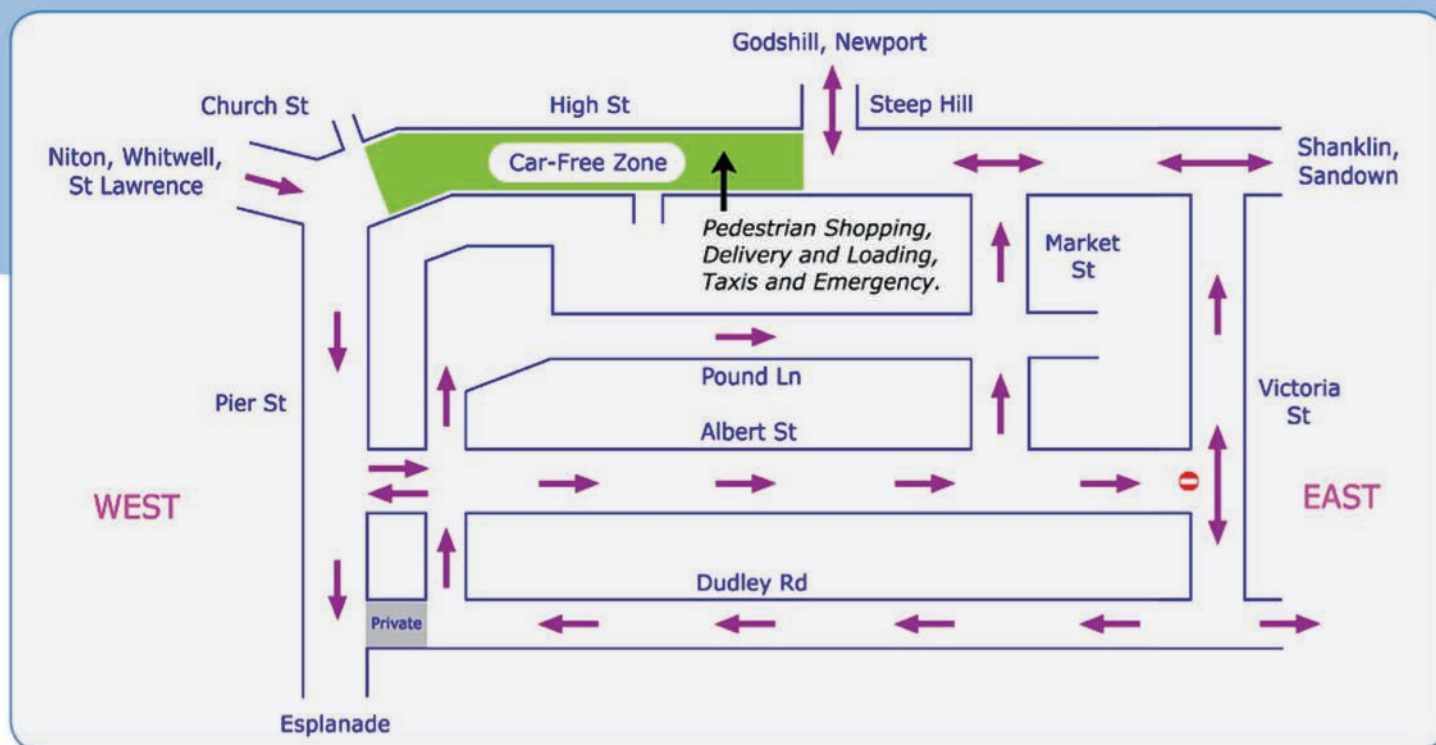 Godshill, Newport
Church St
High St
Steep Hill
Niton, Whitwell,
St Lawrence
Car-Free Zone
Shanklin,
Sandown
Pedestrian Shopping,
Delivery and Loading,
Taxis and Emergency.
Market
St
Pound Ln
Pier St
Albert St
Victoria
St
WEST
EAST
Dudley Rd
Private
Esplanade